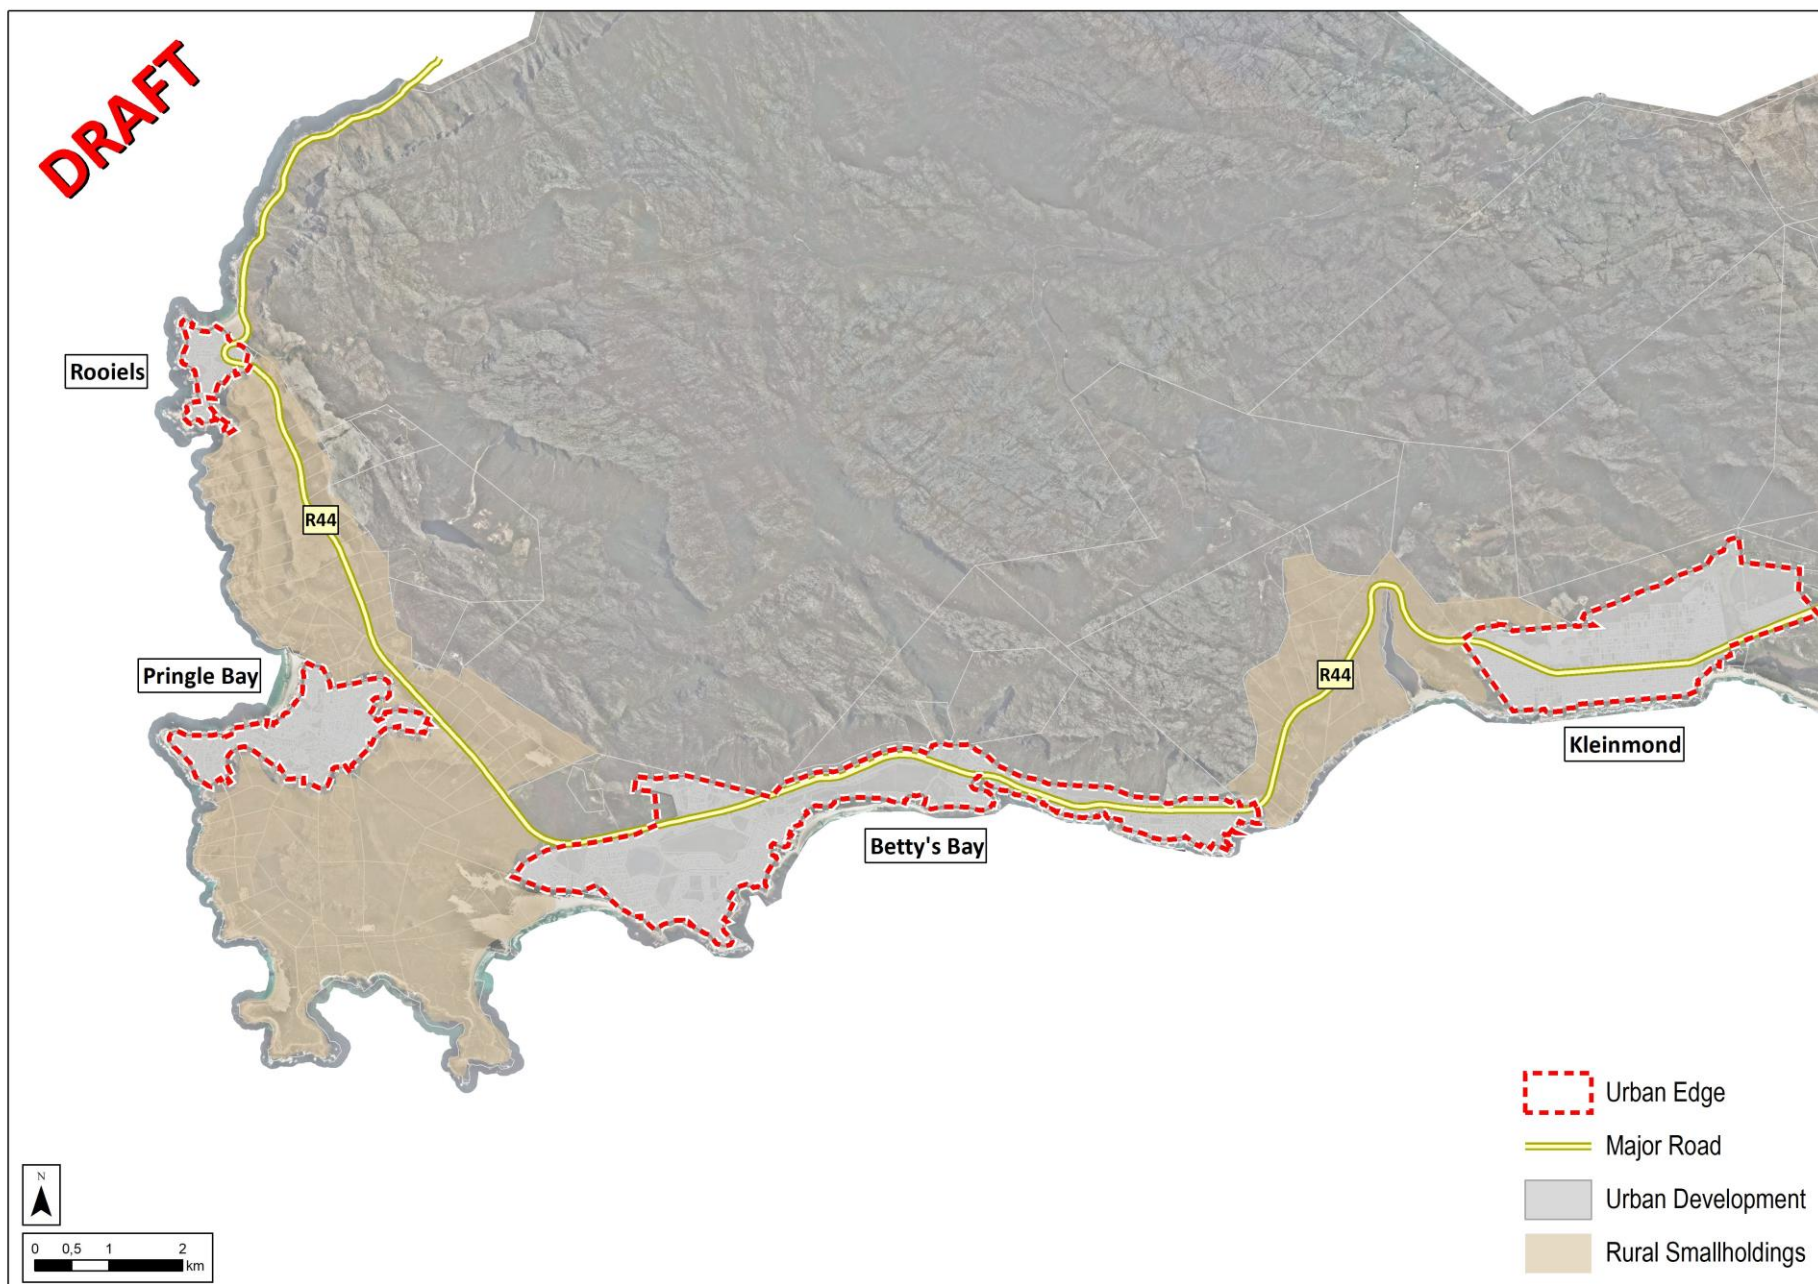 DRAFT
Rooiels
R44
Pringle Bay
R44
Kleinmond
Betty's Bay
Urban Edge
Major Road
Urban Development
Rural Smallholdings
N
0 0,5 1 2
km